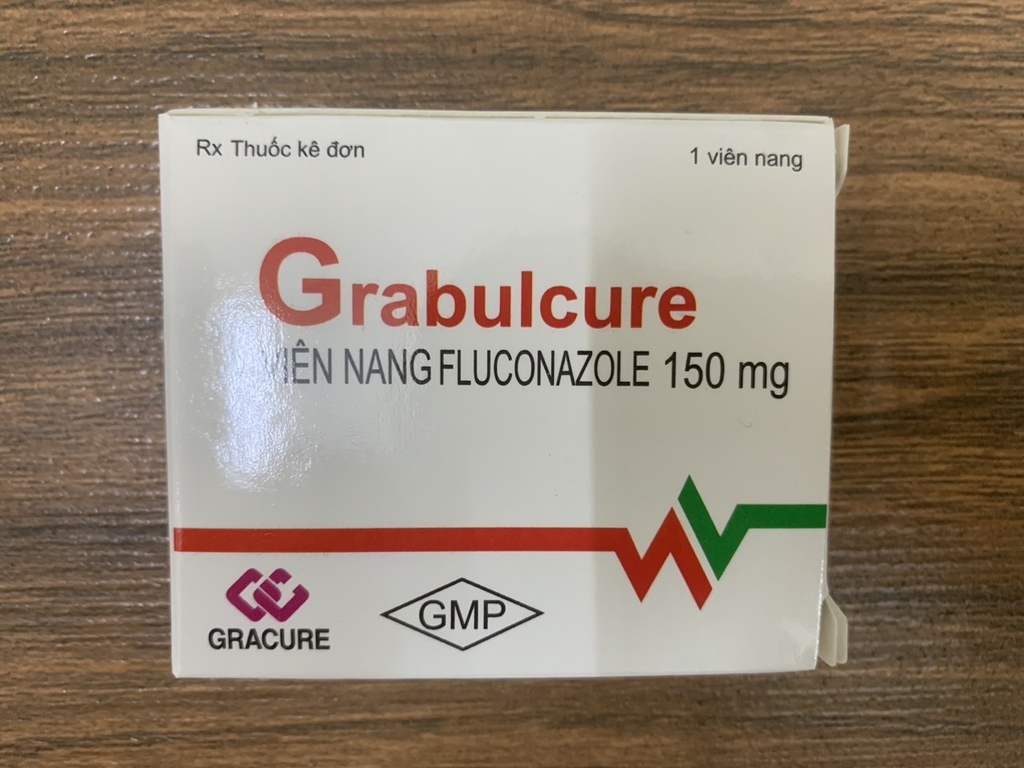 Rx Thuốc kê đơn
1 viên nang
Grabulcure
VIÊN NANG FLUCONAZOLE 150 mg
GRACURE
GMP